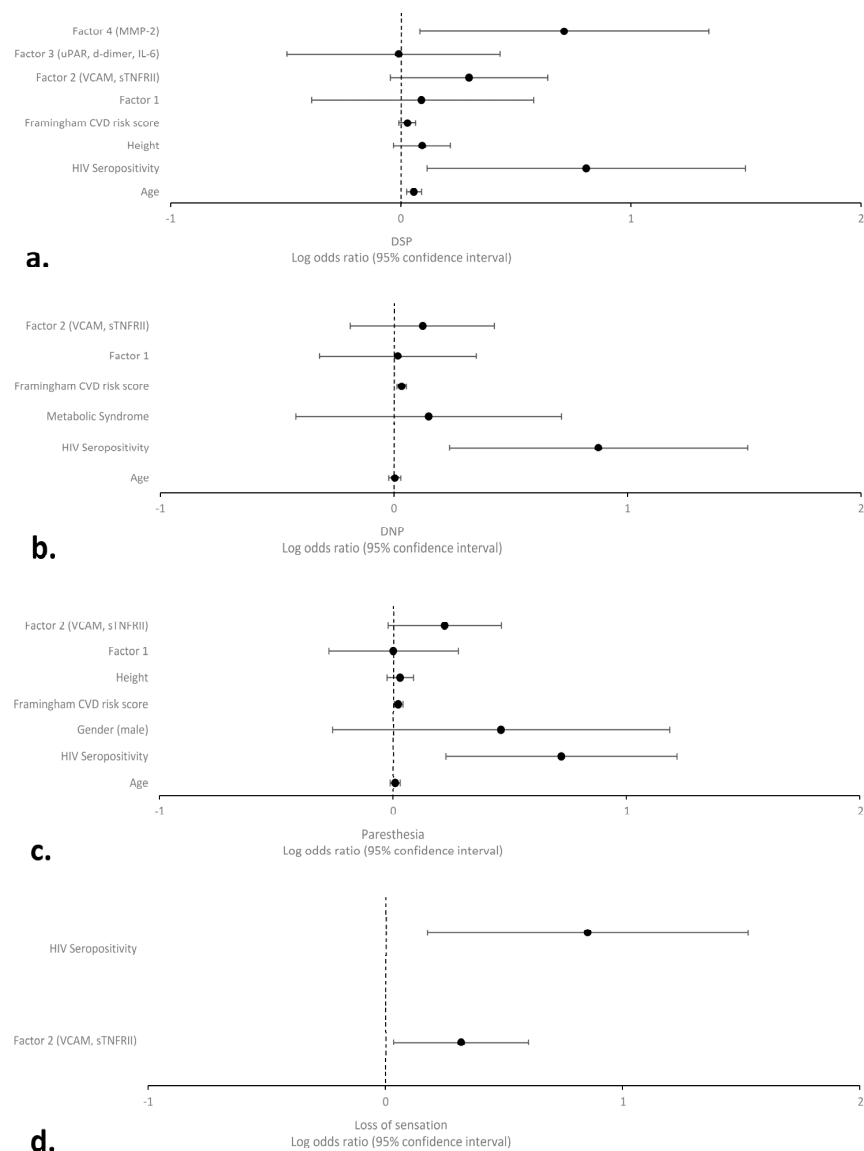 Factor 4 (MMP-2)
Factor 3 (uPAR, d-dimer, IL-6)
Factor 2 (VCAM, sTNFRII)
Factor 1
Framingham CVD risk score
Height
HIV Seropositivity
Age
-1 0 1 2
DSP
Log odds ratio (95% confidence interval)
a.
Factor 2 (VCAM, sTNFRII)
Factor 1
Framingham CVD risk score
Metabolic Syndrome
HIV Seropositivity
Age
-1 0 1 2
DNP
Log odds ratio (95% confidence interval)
b.
Factor 2 (VCAM, sTNFRII)
Factor 1
Height
Framingham CVD risk score
Gender (male)
HIV Seropositivity
Age
-1 0 1 2
Paresthesia
Log odds ratio (95% confidence interval)
c.
HIV Seropositivity
Factor 2 (VCAM, sTNFRII)
-1 0 1 2
Loss of sensation
Log odds ratio (95% confidence interval)
d.